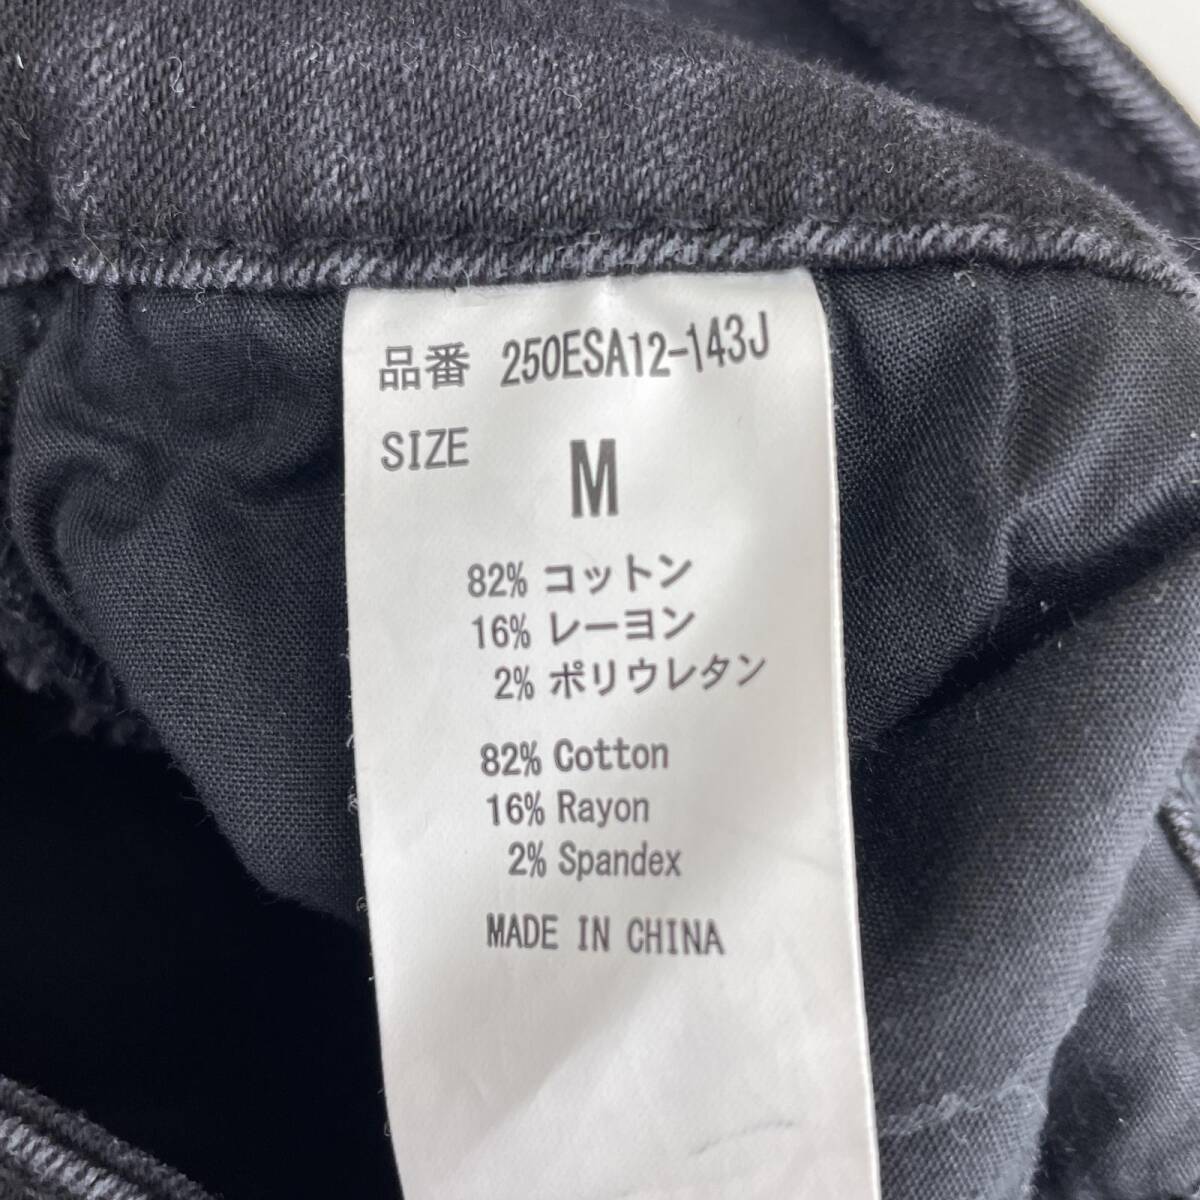 品番 250ESA12-143J
SIZE M
82% コットン
16% レーヨン
2% ポリウレタン
82% Cotton
16% Rayon
2% Spandex
MADE IN CHINA